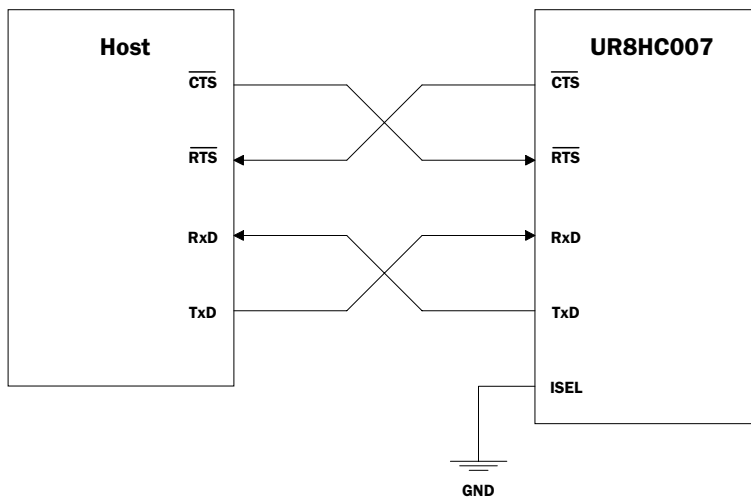 Host
CTS
RTS
RxD
TxD
UR8HC007
CTS
RTS
RxD
TxD
ISEL
GND